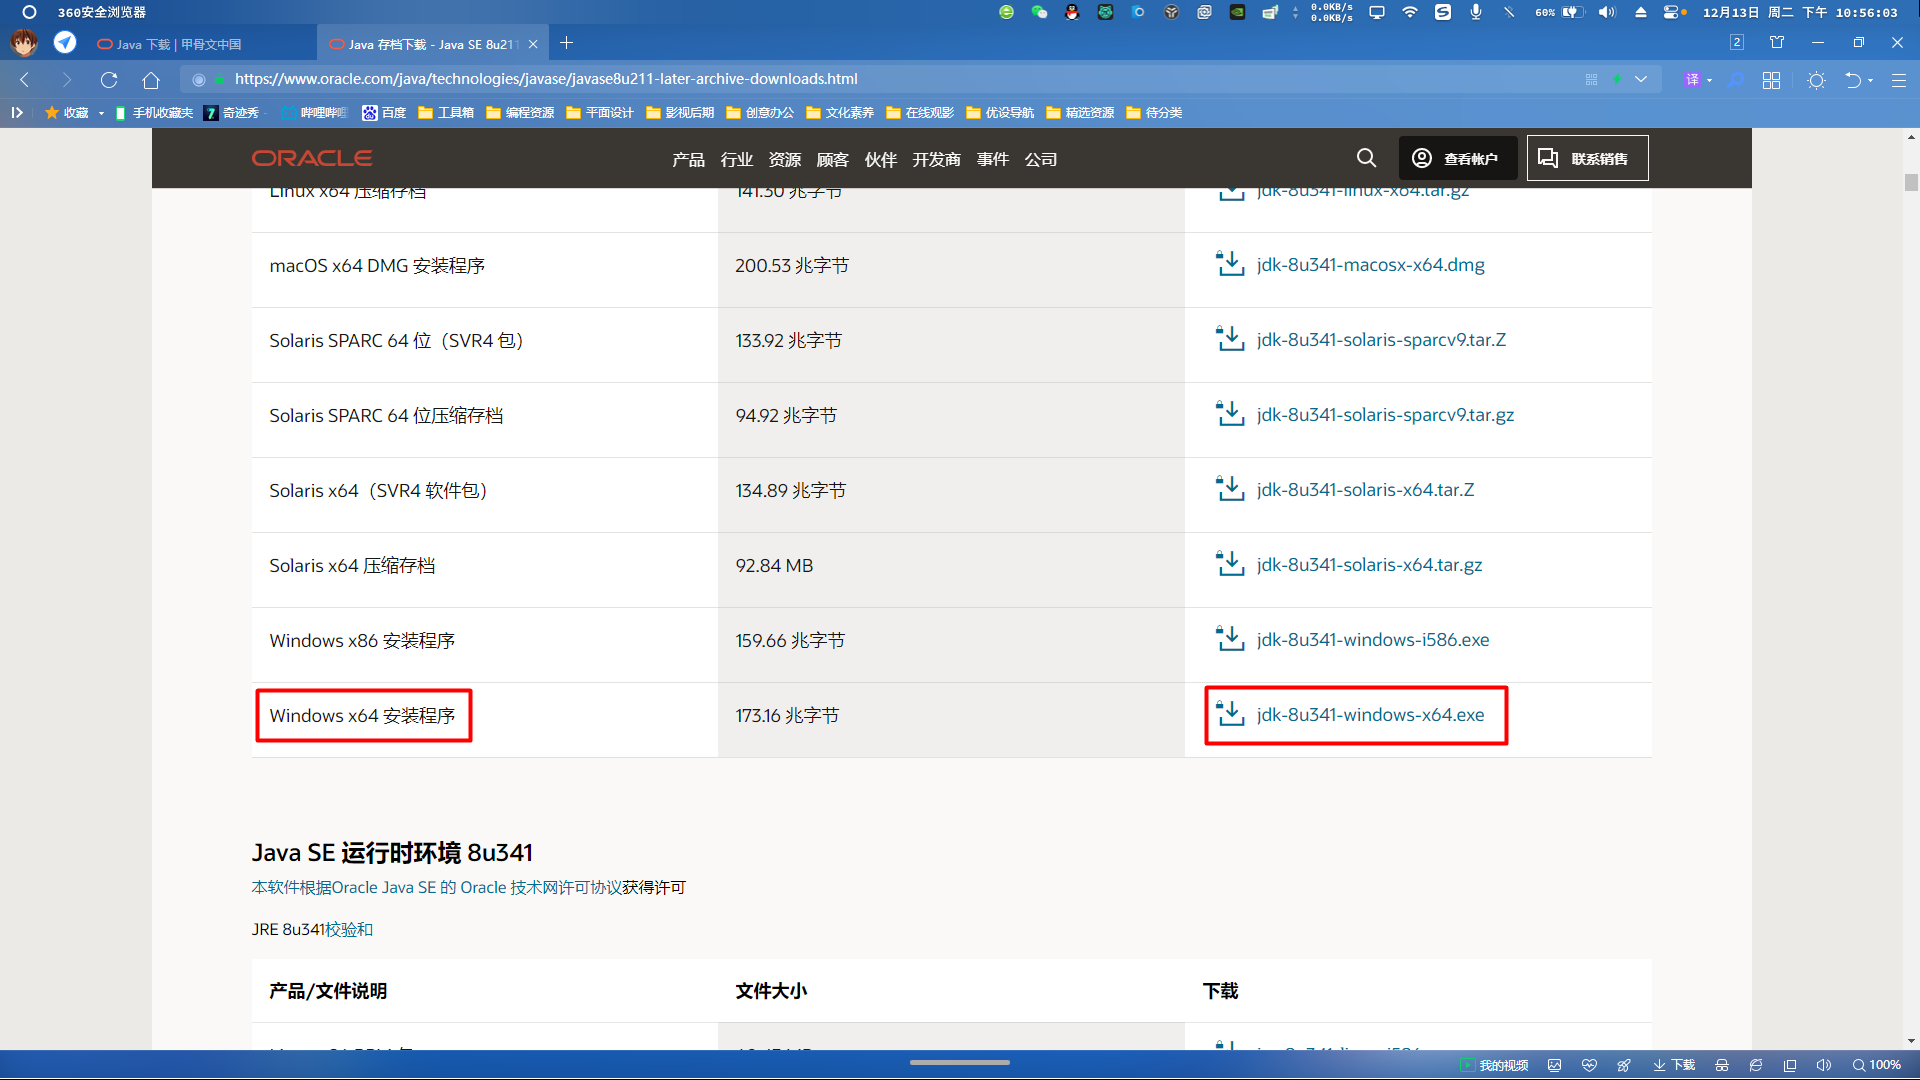 360安全浏览器
0.0KB/s
0.0KB/s
60%
12月13日 周二 下午 10:56:03
Java 下载 | 甲骨文中国
Java 存档下载 - Java SE 8u211
2
https://www.oracle.com/java/technologies/javase/javase8u211-later-archive-downloads.html
译
收藏
手机收藏夹
奇迹秀
哔哩哔哩
百度
工具箱
编程资源
平面设计
影视后期
创意办公
文化素养
在线观影
优设导航
精选资源
待分类
ORACLE
产品 行业 资源 顾客 伙伴 开发商 事件 公司
查看帐户
联系销售
Linux x64 压缩存档 141.30 兆字节 jdk-8u341-linux-x64.tar.gz
macOS x64 DMG 安装程序 200.53 兆字节 jdk-8u341-macosx-x64.dmg
Solaris SPARC 64 位（SVR4 包） 133.92 兆字节 jdk-8u341-solaris-sparcv9.tar.Z
Solaris SPARC 64 位压缩存档 94.92 兆字节 jdk-8u341-solaris-sparcv9.tar.gz
Solaris x64（SVR4 软件包） 134.89 兆字节 jdk-8u341-solaris-x64.tar.Z
Solaris x64 压缩存档 92.84 MB jdk-8u341-solaris-x64.tar.gz
Windows x86 安装程序 159.66 兆字节 jdk-8u341-windows-i586.exe
Windows x64 安装程序 173.16 兆字节 jdk-8u341-windows-x64.exe
Java SE 运行时环境 8u341
本软件根据Oracle Java SE 的 Oracle 技术网许可协议获得许可
JRE 8u341校验和
产品/文件说明 文件大小 下载
我的视频
下载
100%